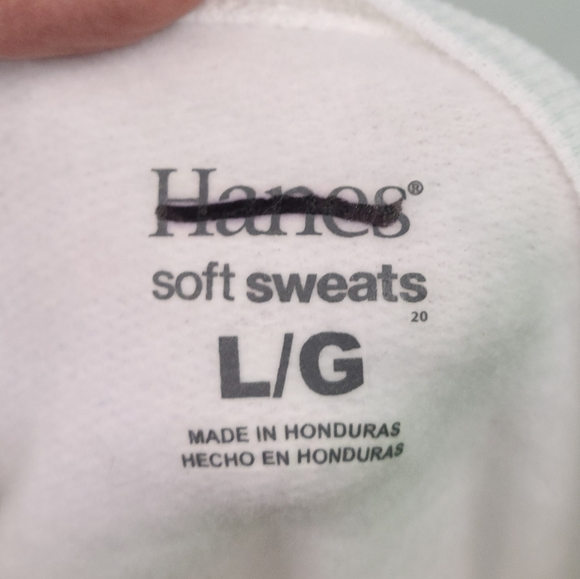 Hanes®
soft sweats
20
L/G
MADE IN HONDURAS
HECHO EN HONDURAS